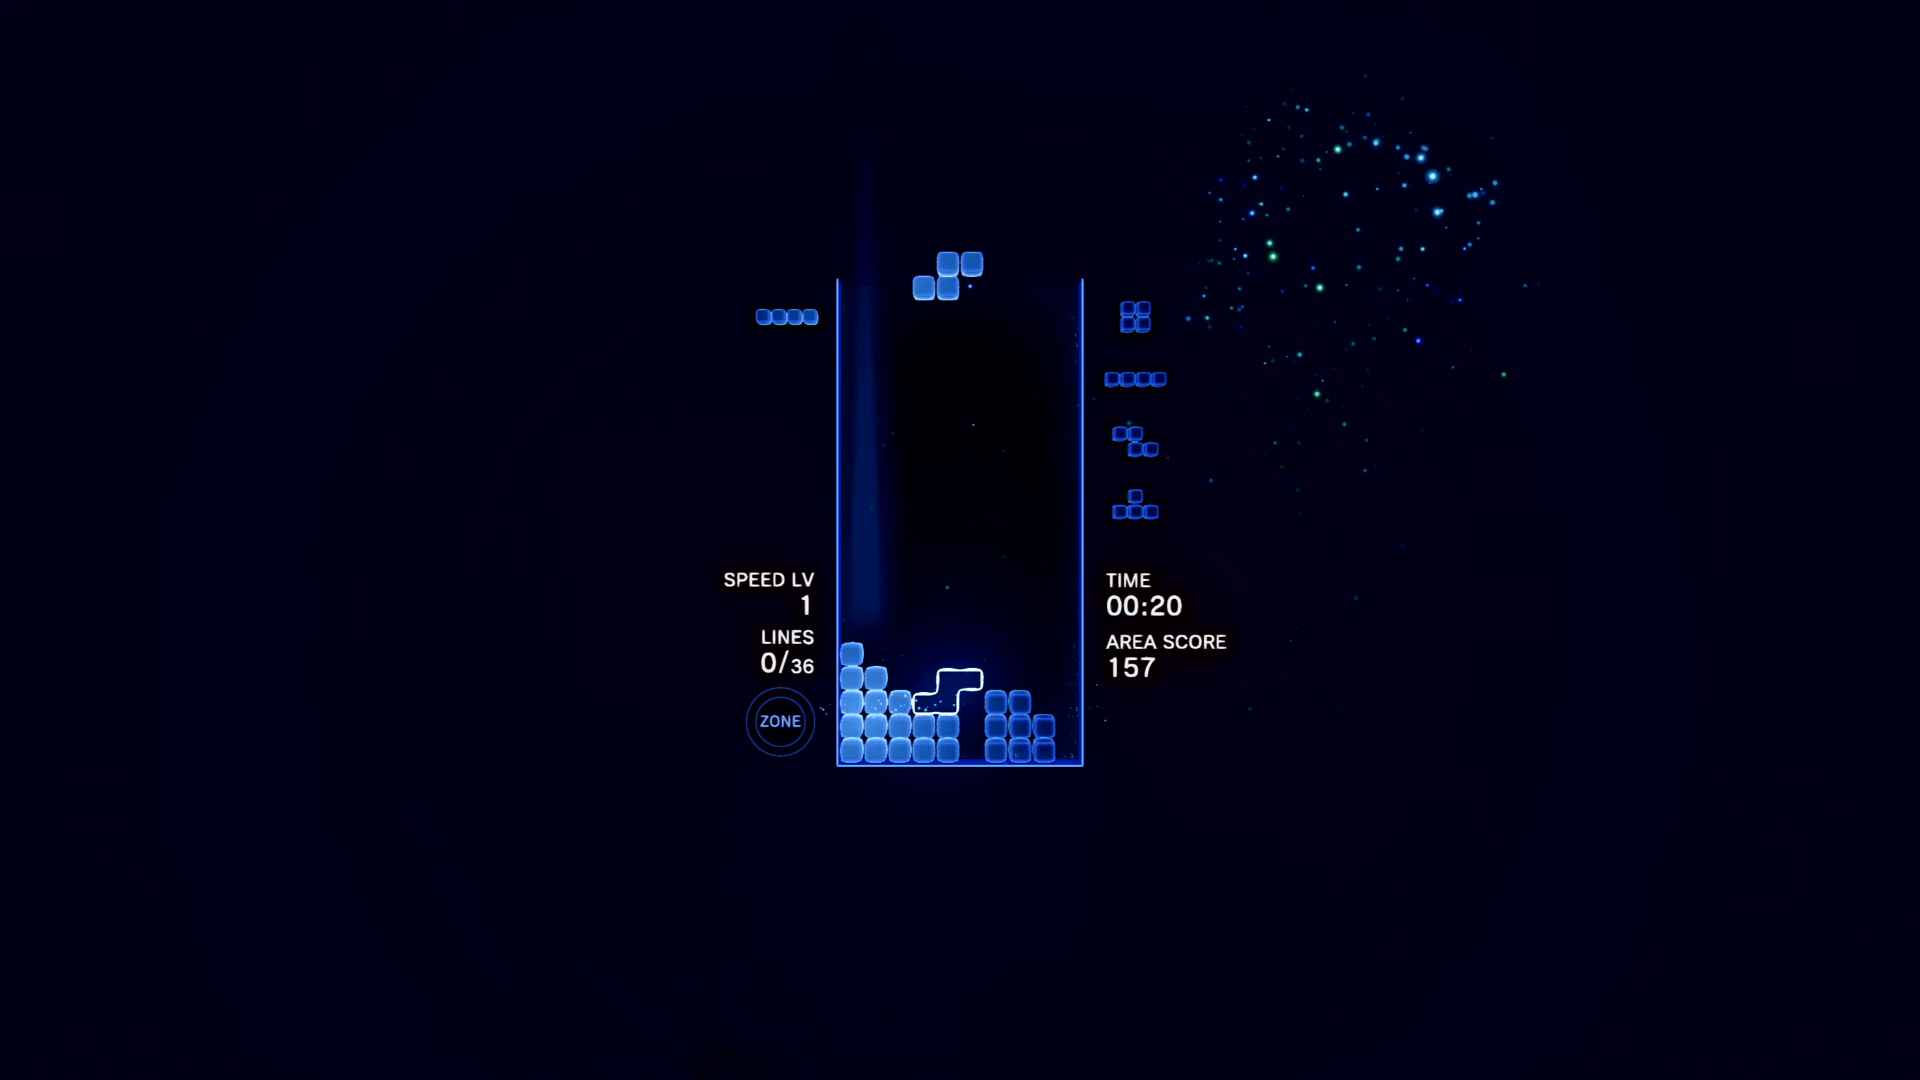 SPEED LV
1
LINES
0/36
ZONE
TIME
00:20
AREA SCORE
157